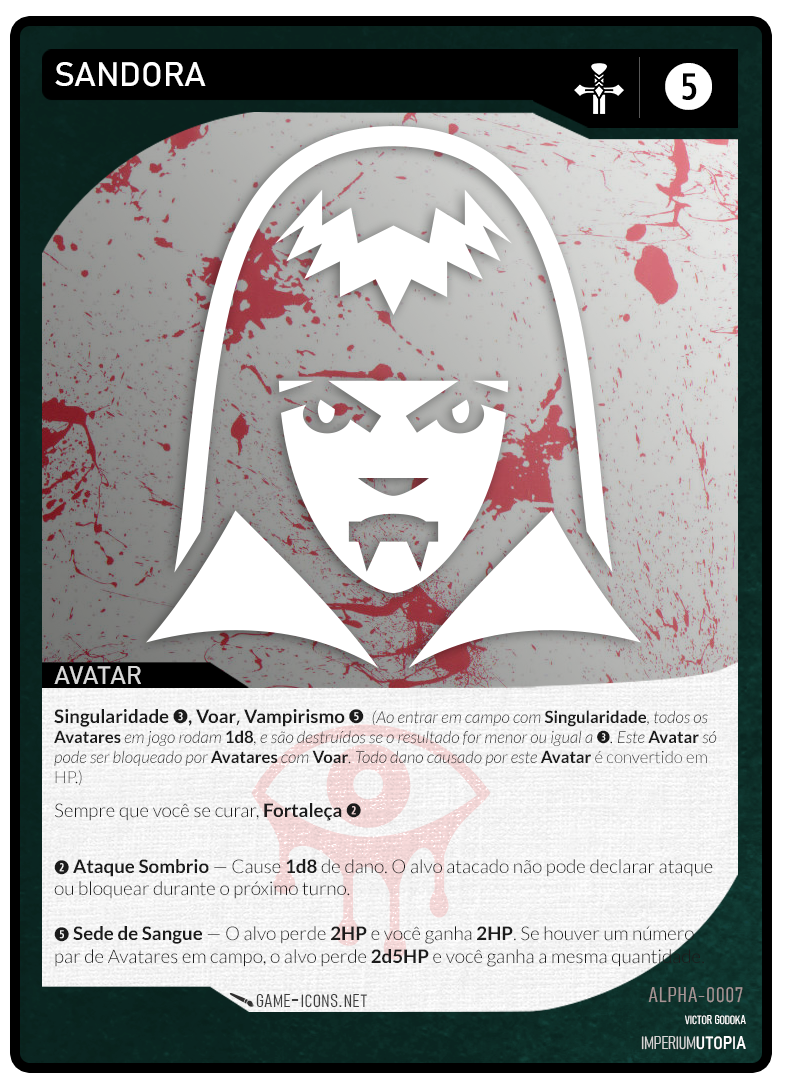 SANDORA
5
AVATAR
Singularidade ❸, Voar, Vampirismo ❺ (Ao entrar em campo com Singularidade, todos os
Avatares em jogo rodam 1d8, e são destruídos se o resultado for menor ou igual a ❸. Este Avatar só
pode ser bloqueado por Avatares com Voar. Todo dano causado por este Avatar é convertido em
HP.)
Sempre que você se curar, Fortaleça ❷
❷ Ataque Sombrio — Cause 1d8 de dano. O alvo atacado não pode declarar ataque
ou bloquear durante o próximo turno.
❺ Sede de Sangue — O alvo perde 2HP e você ganha 2HP. Se houver um número
par de Avatares em campo, o alvo perde 2d5HP e você ganha a mesma quantidade.
GAME-ICONS.NET
ALPHA-0007
VICTOR GODOKA
IMPERIUMUTOPIA